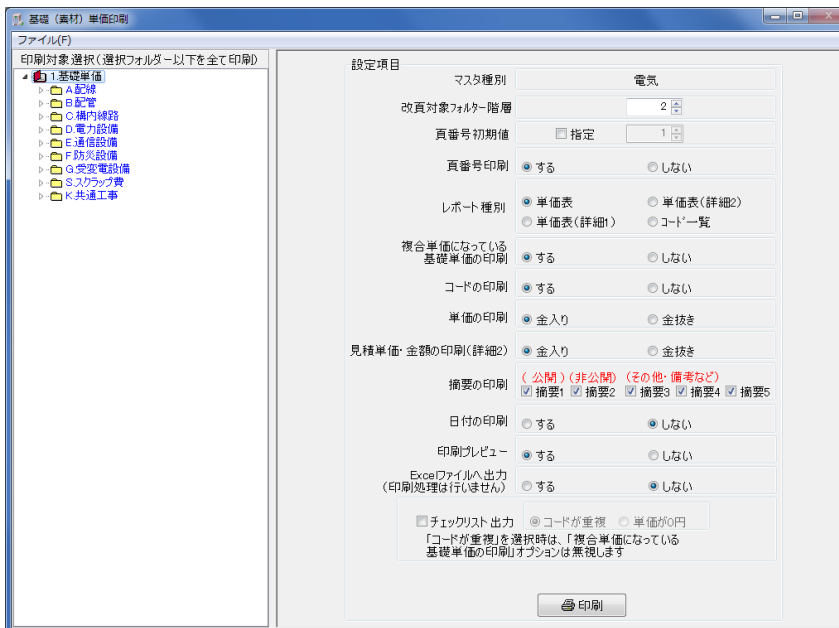 基礎（素材）単価印刷
ファイル(F)
印刷対象選択(選択フォルダー以下を全て印刷)
1.基礎単価
A.配線
B.配管
C.構内線路
D.電力設備
E.通信設備
F.防災設備
G.受変電設備
S.スクラップ費
K.共通工事
設定項目
マスタ種別 電気
改頁対象フォルター階層 2
頁番号初期値 指定 1
頁番号印刷 する しない
レポート種別 単価表 単価表(詳細2)
単価表(詳細1) コード一覧
複合単価になっている
基礎単価の印刷 する しない
コードの印刷 する しない
単価の印刷 金入り 金抜き
見積単価・金額の印刷(詳細2) 金入り 金抜き
摘要の印刷 ( 公開 ) (非公開) (その他・備考など)
摘要1 摘要2 摘要3 摘要4 摘要5
日付の印刷 する しない
印刷プレビュー する しない
Excelファイルへ出力
(印刷処理は行いません) する しない
チェックリスト出力 コードが重複 単価が0円
「コードが重複」を選択時は、「複合単価になっている
基礎単価の印刷」オプションは無視します
印刷